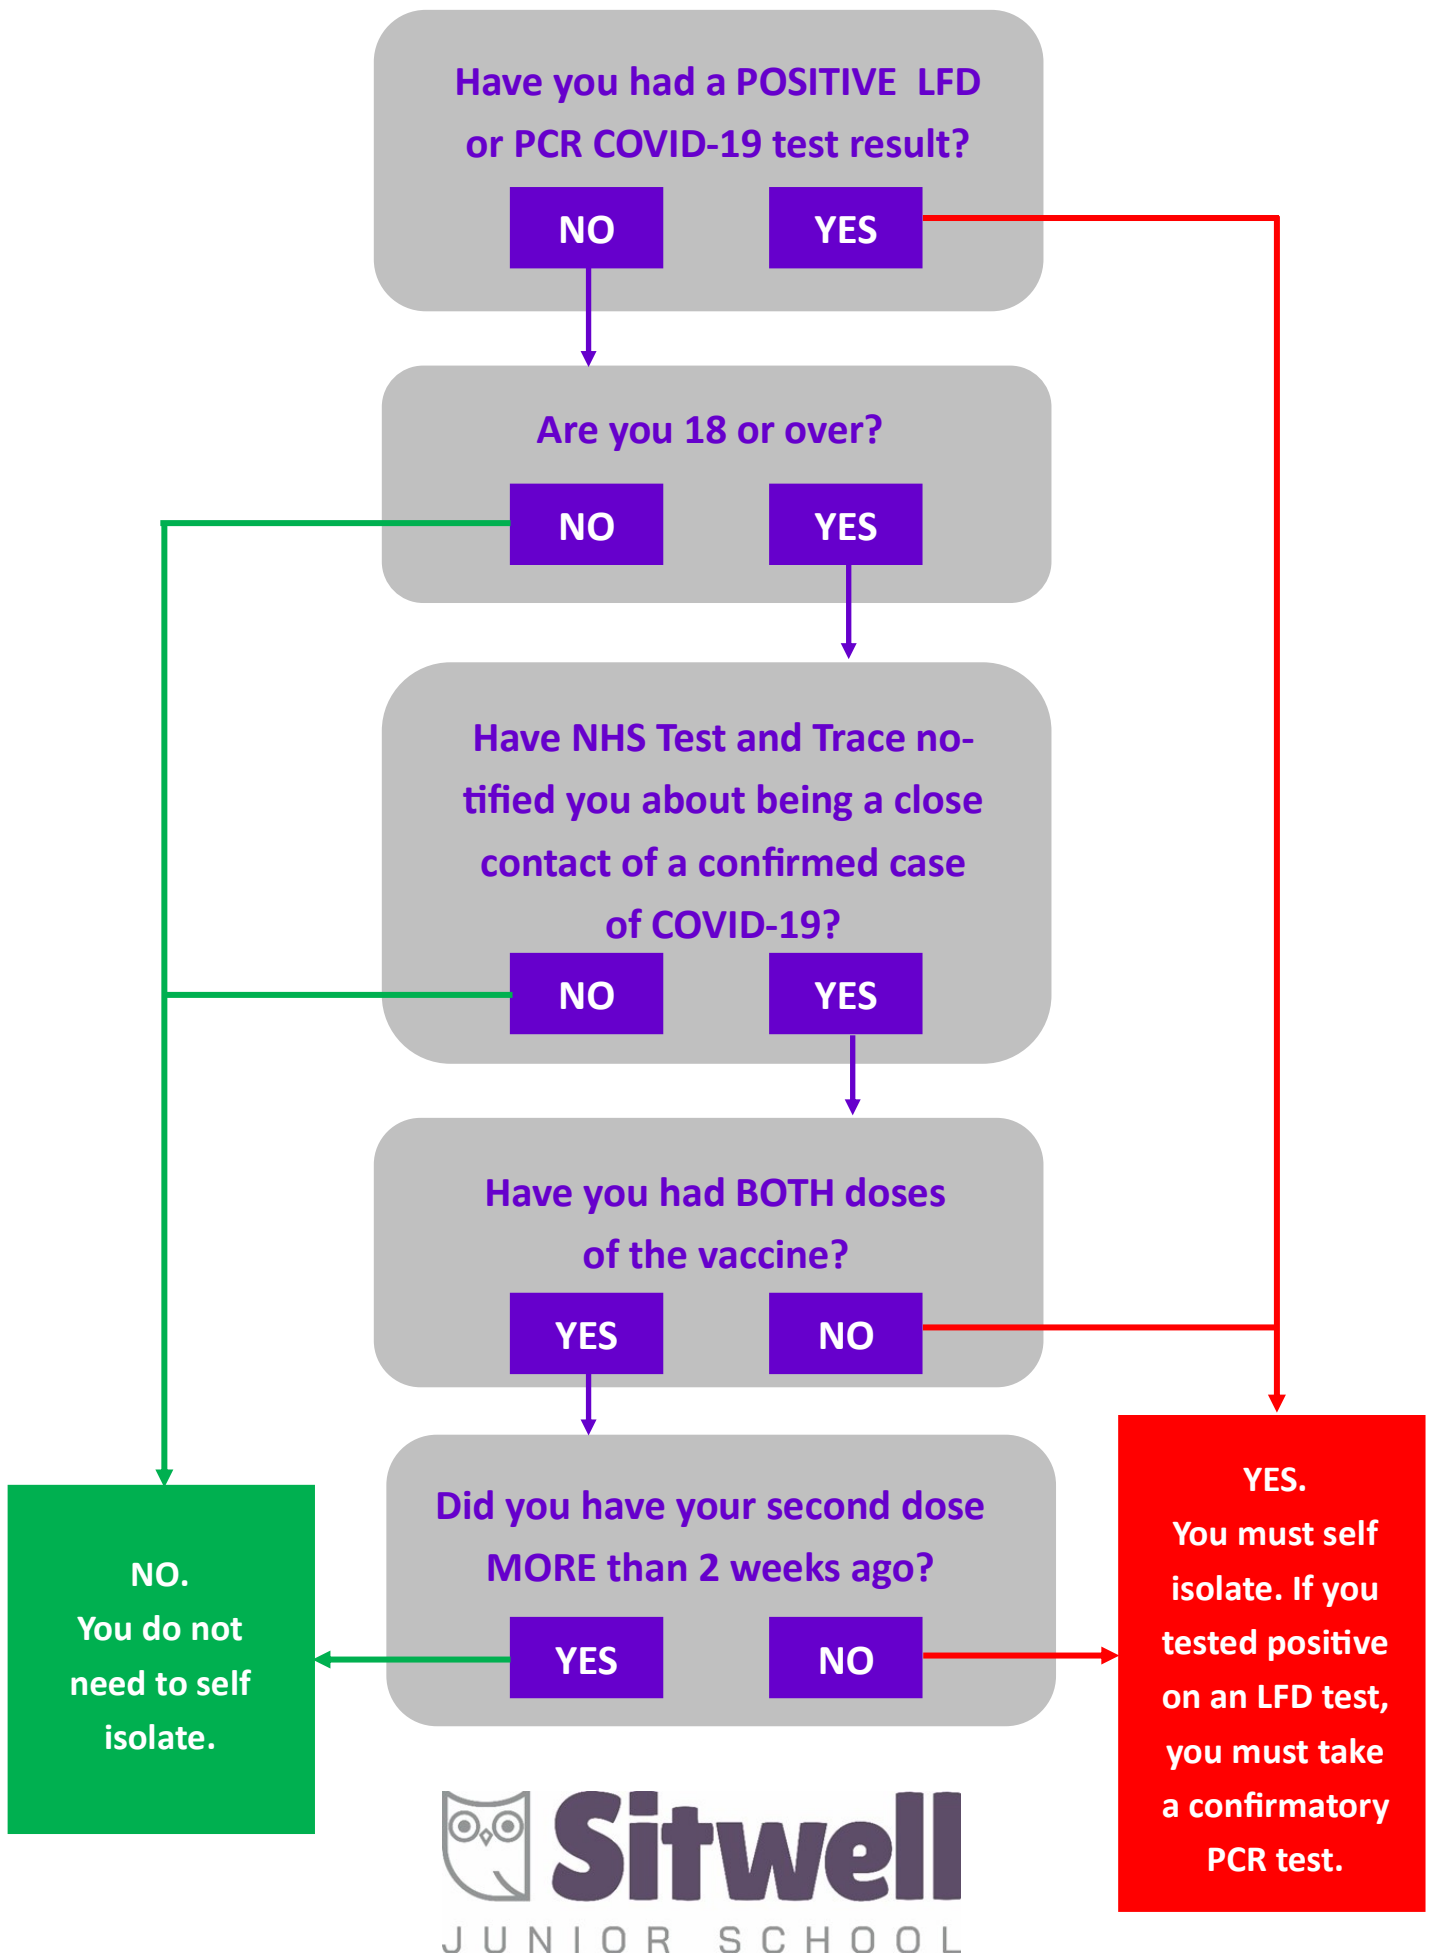 Have you had a POSITIVE  LFD
or PCR COVID-19 test result?
NO
YES
Are you 18 or over?
NO
YES
Have NHS Test and Trace no-
tified you about being a close
contact of a confirmed case
of COVID-19?
NO
YES
Have you had BOTH doses
of the vaccine?
YES
NO
Did you have your second dose
MORE than 2 weeks ago?
YES
NO
NO.
You do not
need to self
isolate.
YES.
You must self
isolate. If you
tested positive
on an LFD test,
you must take
a confirmatory
PCR test.
Sitwell
JUNIOR SCHOOL